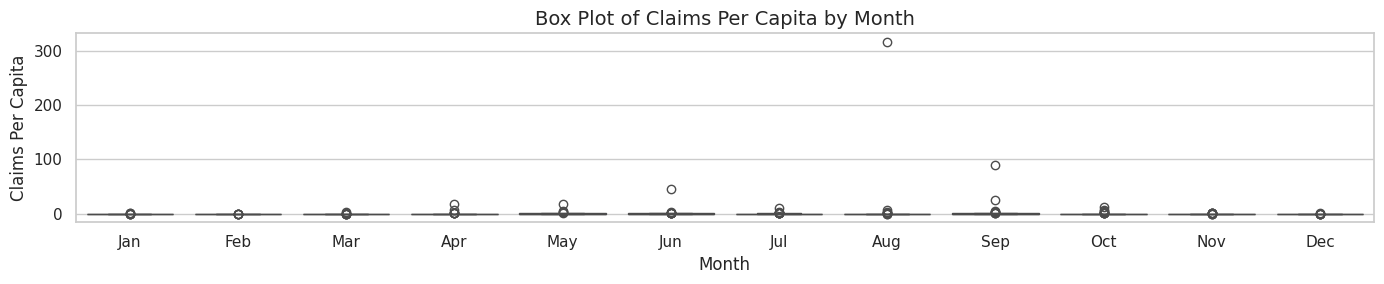 Box Plot of Claims Per Capita by Month
Claims Per Capita
300
200
100
0
Jan Feb Mar Apr May Jun Jul Aug Sep Oct Nov Dec
Month